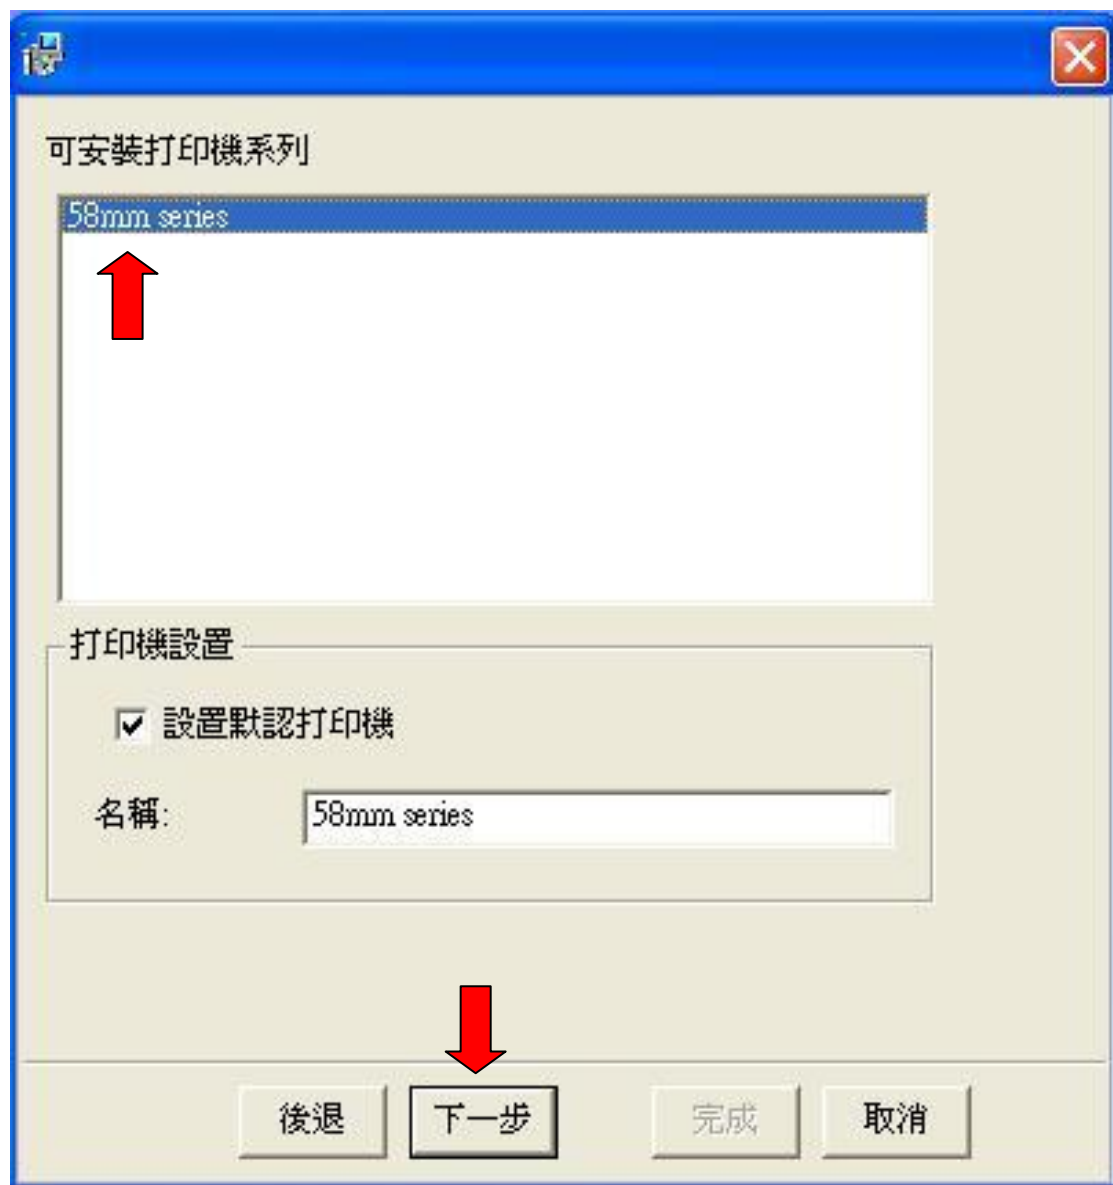 可安裝打印機系列
58mm series
打印機設置
設置默認打印機
名稱:
58mm series
後退
下一步
完成
取消